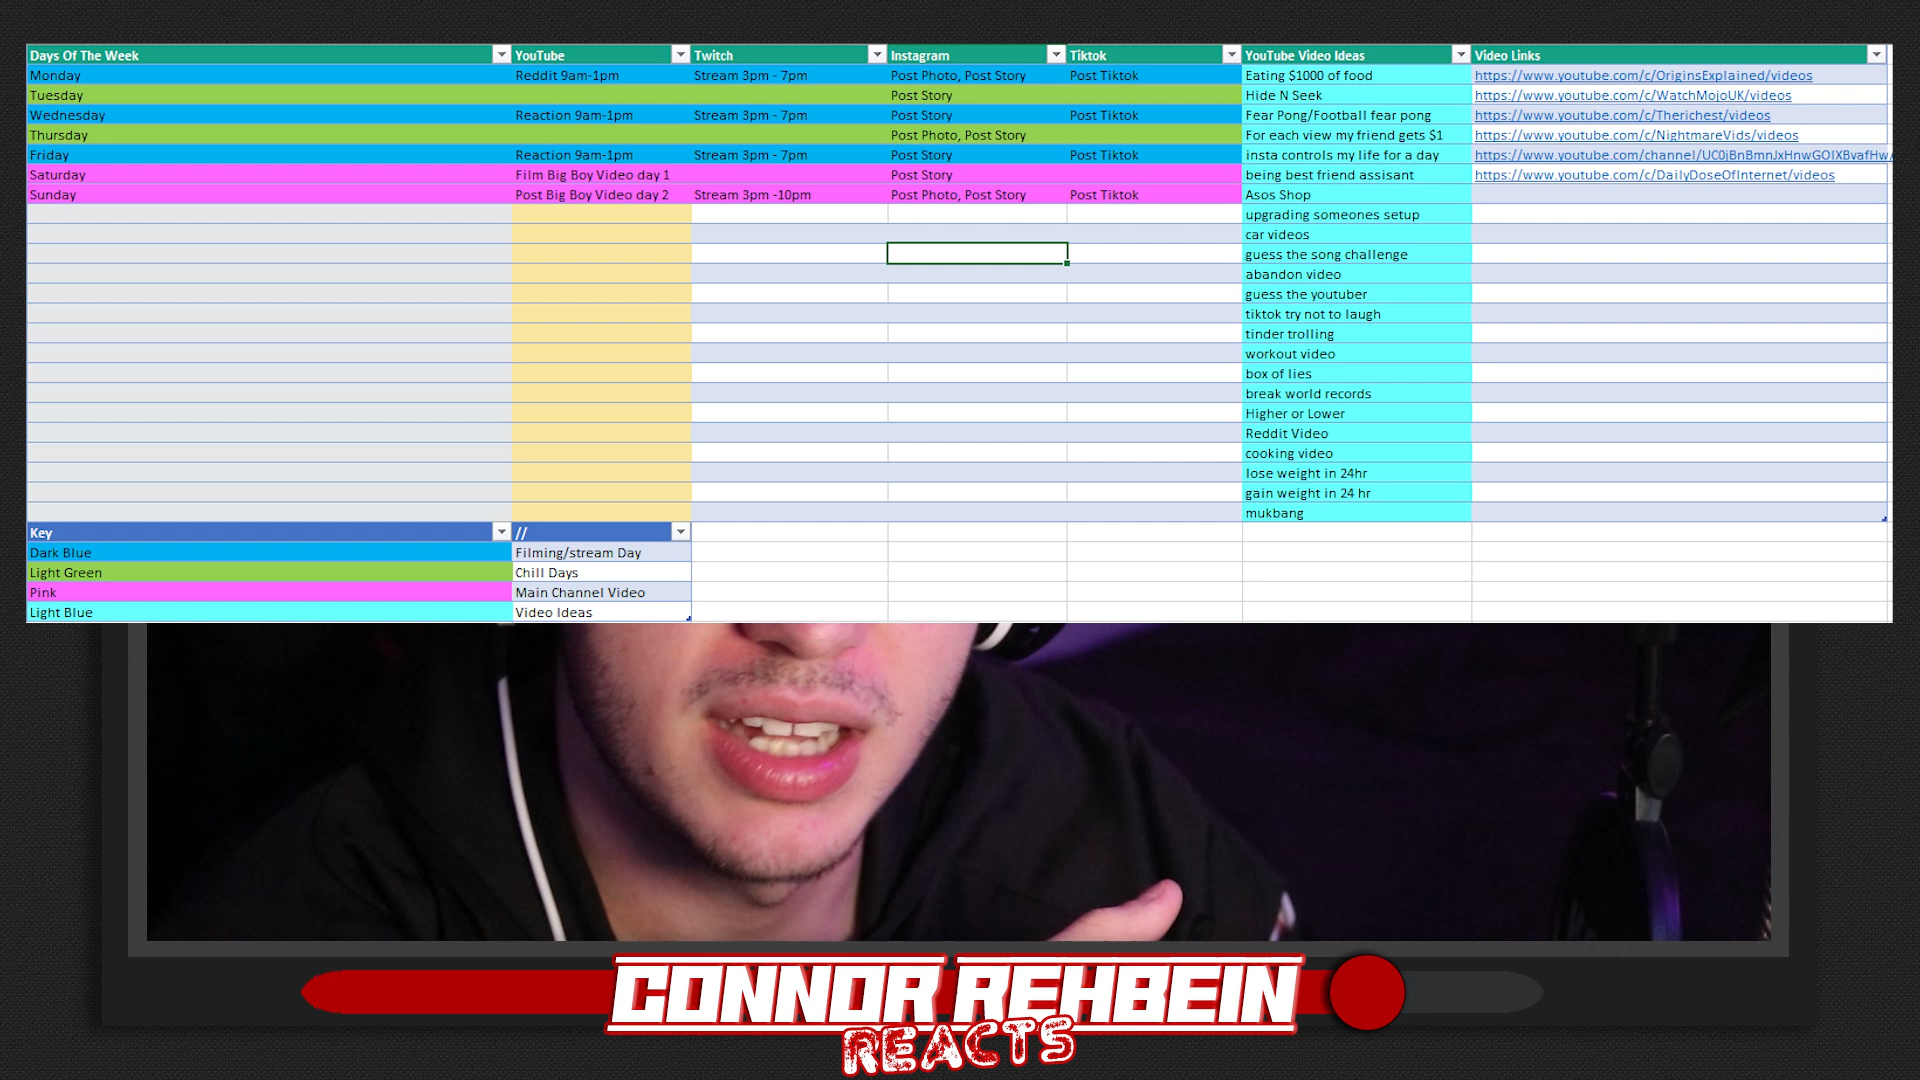 Days Of The Week YouTube Twitch Instagram Tiktok YouTube Video Ideas Video Links
Monday Reddit 9am-1pm Stream 3pm - 7pm Post Photo, Post Story Post Tiktok Eating $1000 of food https://www.youtube.com/c/OriginsExplained/videos
Tuesday Post Story Hide N Seek https://www.youtube.com/c/WatchMojoUK/videos
Wednesday Reaction 9am-1pm Stream 3pm - 7pm Post Story Post Tiktok Fear Pong/Football fear pong https://www.youtube.com/c/Therichest/videos
Thursday Post Photo, Post Story For each view my friend gets $1 https://www.youtube.com/c/NightmareVids/videos
Friday Reaction 9am-1pm Stream 3pm - 7pm Post Story Post Tiktok insta controls my life for a day https://www.youtube.com/channel/UC0jBnBmnJxHnwGOIXBvafHw/
Saturday Film Big Boy Video day 1 Post Story being best friend assisant https://www.youtube.com/c/DailyDoseOfInternet/videos
Sunday Post Big Boy Video day 2 Stream 3pm -10pm Post Photo, Post Story Post Tiktok Asos Shop
upgrading someones setup
car videos
guess the song challenge
abandon video
guess the youtuber
tiktok try not to laugh
tinder trolling
workout video
box of lies
break world records
Higher or Lower
Reddit Video
cooking video
lose weight in 24hr
gain weight in 24 hr
mukbang
Key //
Dark Blue Filming/stream Day
Light Green Chill Days
Pink Main Channel Video
Light Blue Video Ideas
CONNOR REHBEIN
REACTS